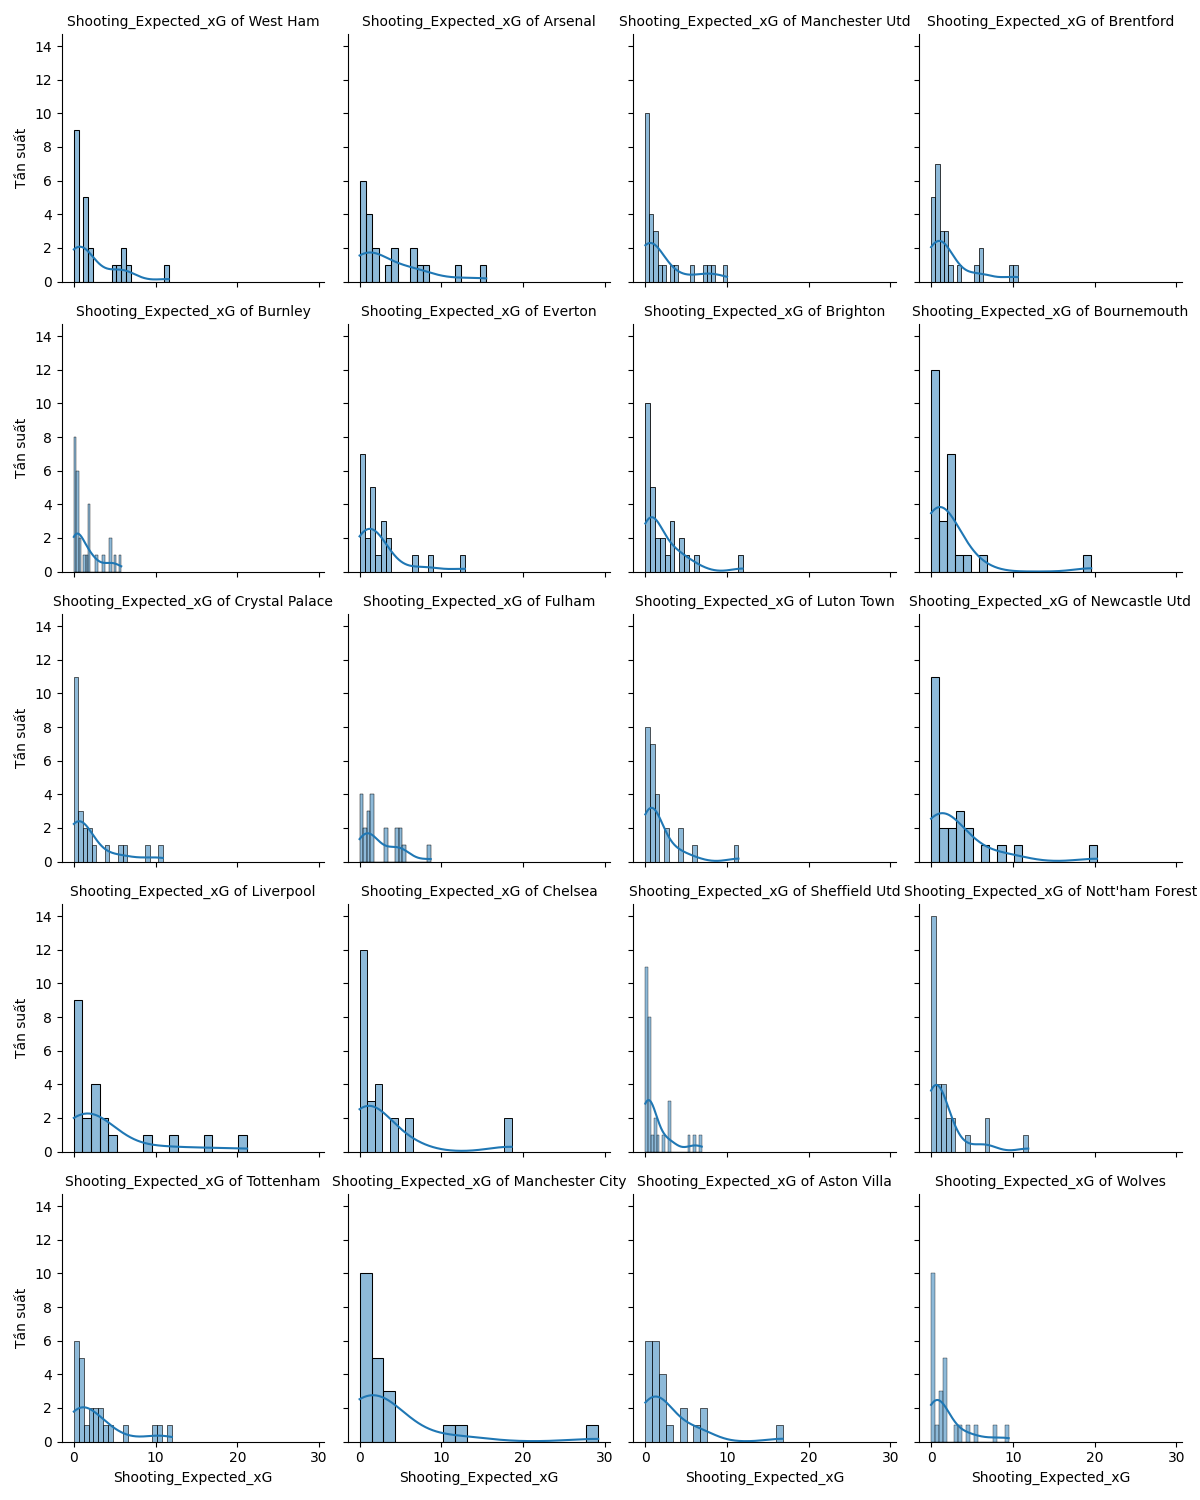 Shooting_Expected_xG of West Ham
Shooting_Expected_xG of Arsenal
Shooting_Expected_xG of Manchester Utd
Shooting_Expected_xG of Brentford
14
12
10
8
6
4
2
0
Tần suất
Shooting_Expected_xG of Burnley
Shooting_Expected_xG of Everton
Shooting_Expected_xG of Brighton
Shooting_Expected_xG of Bournemouth
14
12
10
8
6
4
2
0
Tần suất
Shooting_Expected_xG of Crystal Palace
Shooting_Expected_xG of Fulham
Shooting_Expected_xG of Luton Town
Shooting_Expected_xG of Newcastle Utd
14
12
10
8
6
4
2
0
Tần suất
Shooting_Expected_xG of Liverpool
Shooting_Expected_xG of Chelsea
Shooting_Expected_xG of Sheffield Utd
Shooting_Expected_xG of Nott'ham Forest
14
12
10
8
6
4
2
0
Tần suất
Shooting_Expected_xG of Tottenham
Shooting_Expected_xG of Manchester City
Shooting_Expected_xG of Aston Villa
Shooting_Expected_xG of Wolves
14
12
10
8
6
4
2
0
Tần suất
0 10 20 30
0 10 20 30
0 10 20 30
0 10 20 30
Shooting_Expected_xG
Shooting_Expected_xG
Shooting_Expected_xG
Shooting_Expected_xG